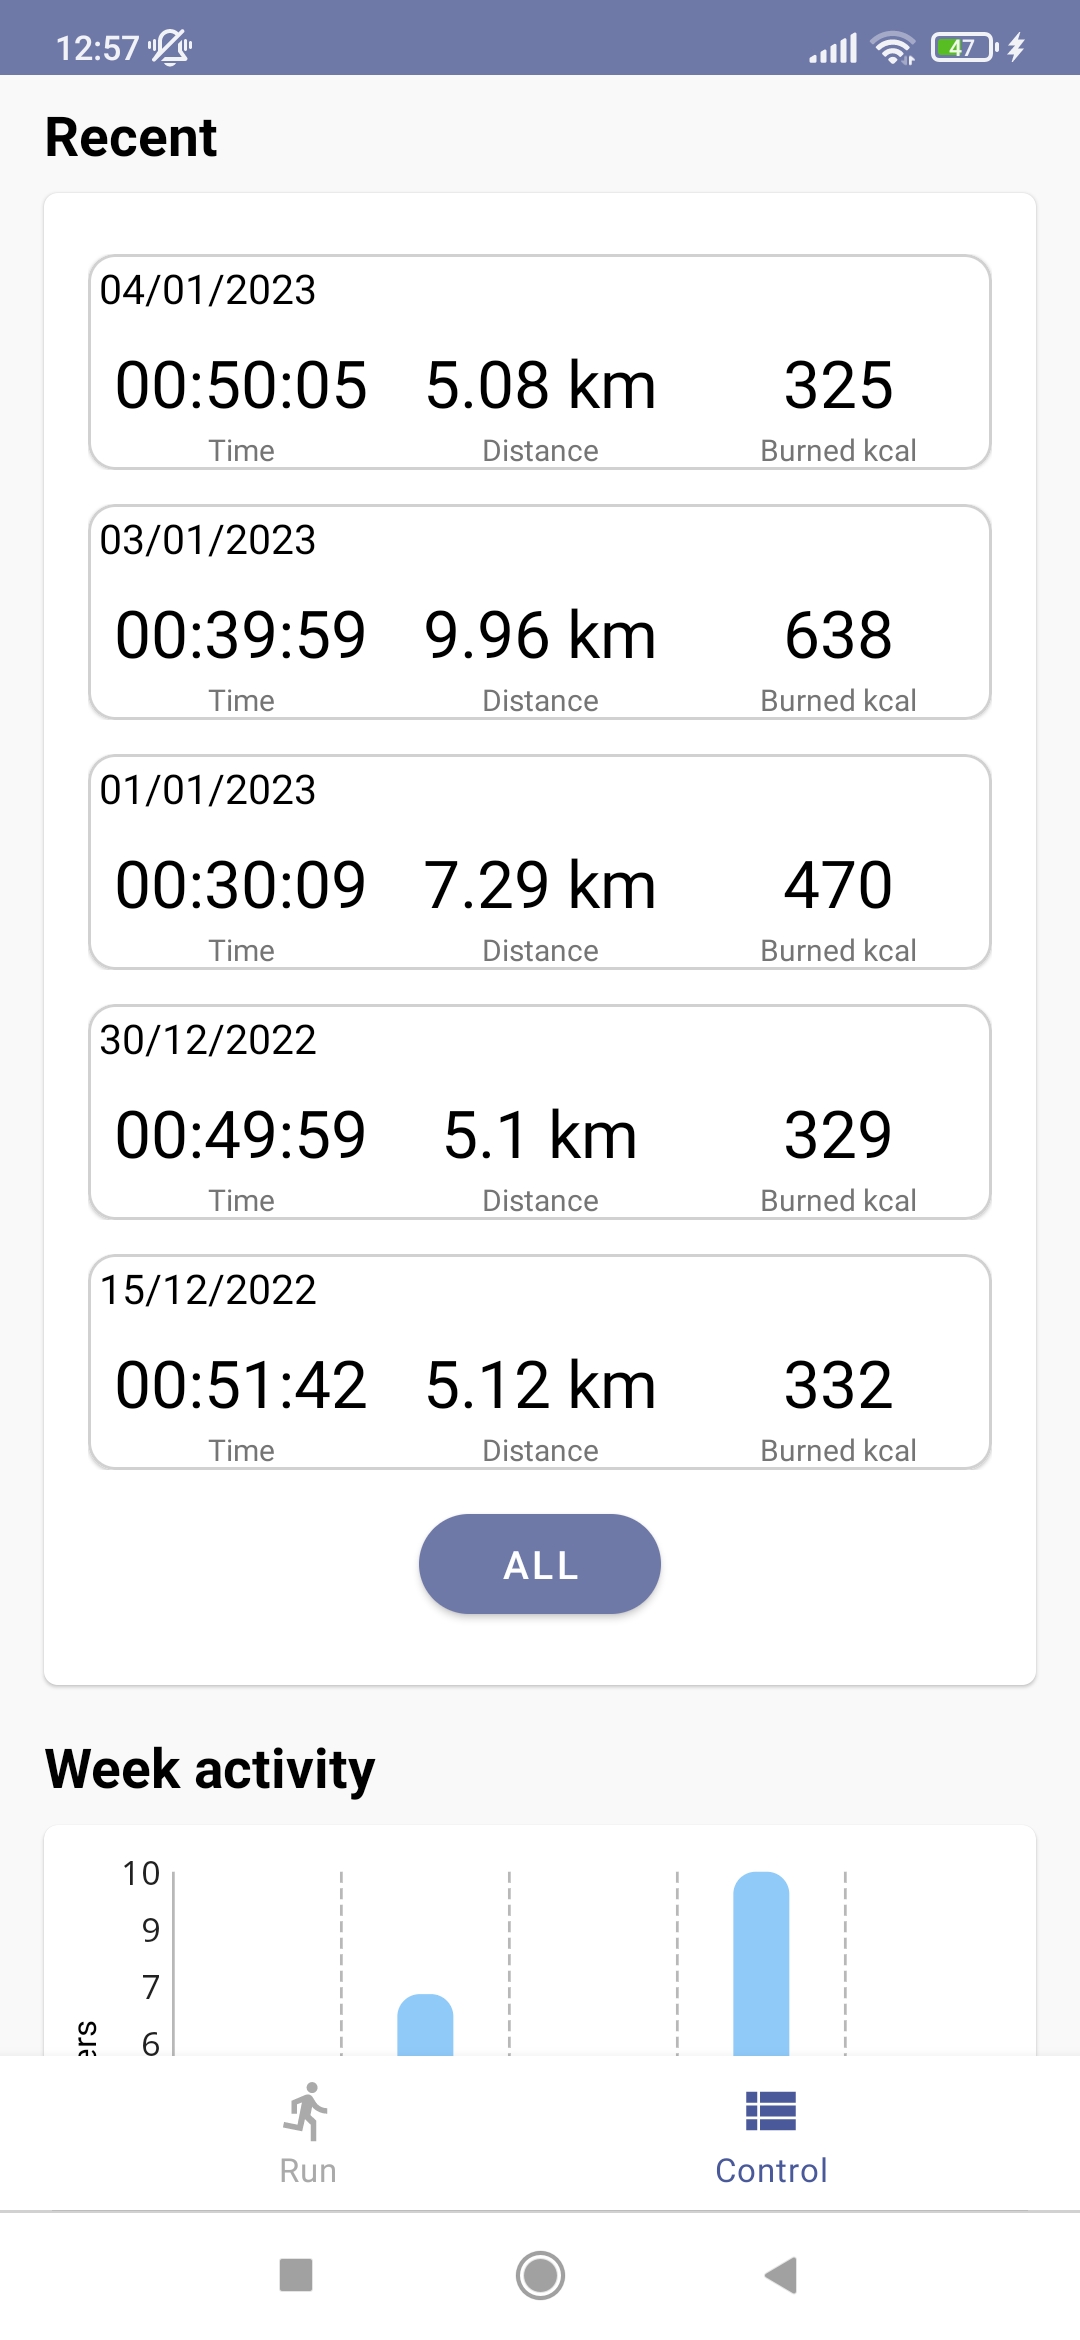 12:57
47
Recent
04/01/2023
00:50:05 5.08 km 325
Time Distance Burned kcal
03/01/2023
00:39:59 9.96 km 638
Time Distance Burned kcal
01/01/2023
00:30:09 7.29 km 470
Time Distance Burned kcal
30/12/2022
00:49:59 5.1 km 329
Time Distance Burned kcal
15/12/2022
00:51:42 5.12 km 332
Time Distance Burned kcal
ALL
Week activity
10
9
7
6
Run Control